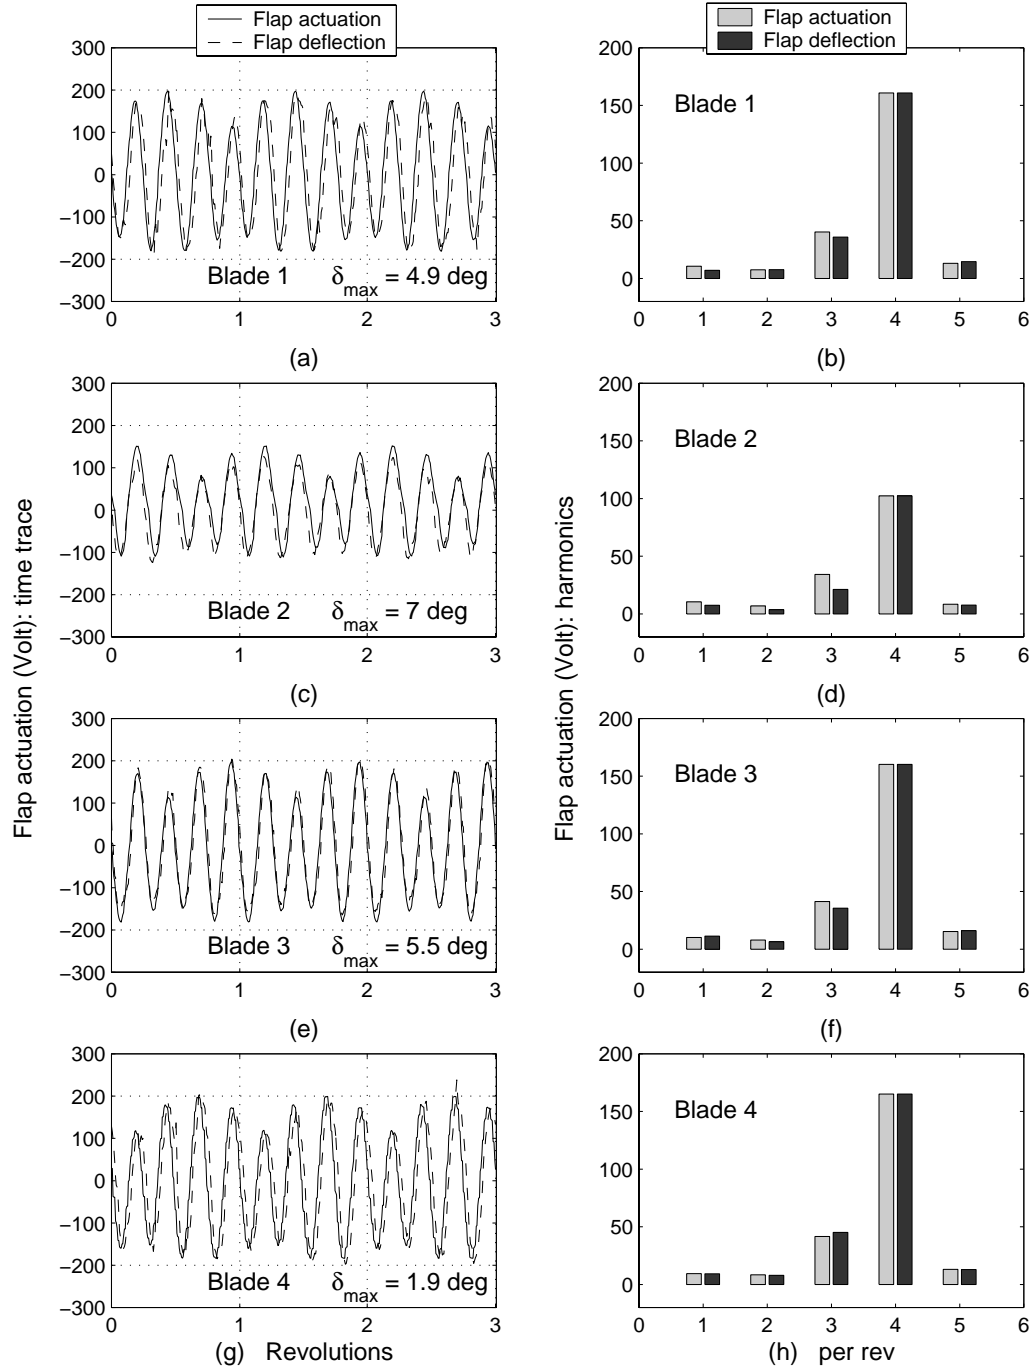 Flap actuation
Flap deflection
Flap actuation
Flap deflection
Flap actuation (Volt): time trace
Flap actuation (Volt): harmonics
300
200
100
0
−100
−200
−300
Blade 1 δmax = 4.9 deg
0 1 2 3
(a)
200
150
100
50
0
Blade 1
0 1 2 3 4 5 6
(b)
300
200
100
0
−100
−200
−300
Blade 2 δmax = 7 deg
0 1 2 3
(c)
200
150
100
50
0
Blade 2
0 1 2 3 4 5 6
(d)
300
200
100
0
−100
−200
−300
Blade 3 δmax = 5.5 deg
0 1 2 3
(e)
200
150
100
50
0
Blade 3
0 1 2 3 4 5 6
(f)
300
200
100
0
−100
−200
−300
Blade 4 δmax = 1.9 deg
0 1 2 3
(g) Revolutions
200
150
100
50
0
Blade 4
0 1 2 3 4 5 6
(h) per rev